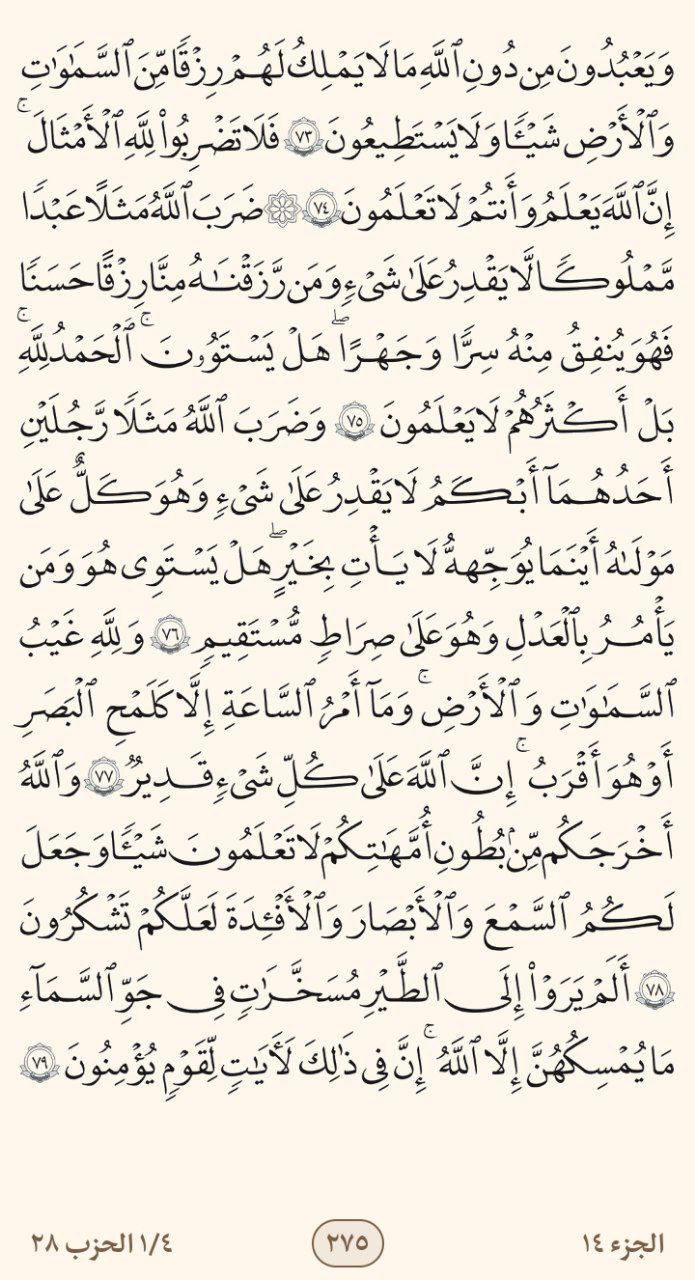 وَيَعْبُدُونَ مِن دُونِ ٱللَّهِ مَا لَا يَمْلِكُ لَهُمْ رِزْقًا مِّنَ ٱلسَّمَٰوَٰتِ
وَٱلْأَرْضِ شَيْـًٔا وَلَا يَسْتَطِيعُونَ ٧٣ فَلَا تَضْرِبُوا۟ لِلَّهِ ٱلْأَمْثَالَ ۚ
إِنَّ ٱللَّهَ يَعْلَمُ وَأَنتُمْ لَا تَعْلَمُونَ ٧٤ ۞ ضَرَبَ ٱللَّهُ مَثَلًا عَبْدًا
مَّمْلُوكًا لَّا يَقْدِرُ عَلَىٰ شَىْءٍ وَمَن رَّزَقْنَٰهُ مِنَّا رِزْقًا حَسَنًا
فَهُوَ يُنفِقُ مِنْهُ سِرًّا وَجَهْرًا ۖ هَلْ يَسْتَوُۥنَ ۚ ٱلْحَمْدُ لِلَّهِ ۚ
بَلْ أَكْثَرُهُمْ لَا يَعْلَمُونَ ٧٥ وَضَرَبَ ٱللَّهُ مَثَلًا رَّجُلَيْنِ
أَحَدُهُمَآ أَبْكَمُ لَا يَقْدِرُ عَلَىٰ شَىْءٍ وَهُوَ كَلٌّ عَلَىٰ
مَوْلَىٰهُ أَيْنَمَا يُوَجِّههُّ لَا يَأْتِ بِخَيْرٍ ۖ هَلْ يَسْتَوِى هُوَ وَمَن
يَأْمُرُ بِٱلْعَدْلِ وَهُوَ عَلَىٰ صِرَٰطٍ مُّسْتَقِيمٍ ٧٦ وَلِلَّهِ غَيْبُ
ٱلسَّمَٰوَٰتِ وَٱلْأَرْضِ ۚ وَمَآ أَمْرُ ٱلسَّاعَةِ إِلَّا كَلَمْحِ ٱلْبَصَرِ
أَوْ هُوَ أَقْرَبُ ۚ إِنَّ ٱللَّهَ عَلَىٰ كُلِّ شَىْءٍ قَدِيرٌ ٧٧ وَٱللَّهُ
أَخْرَجَكُم مِّنۢ بُطُونِ أُمَّهَٰتِكُمْ لَا تَعْلَمُونَ شَيْـًٔا وَجَعَلَ
لَكُمُ ٱلسَّمْعَ وَٱلْأَبْصَٰرَ وَٱلْأَفْـِٔدَةَ لَعَلَّكُمْ تَشْكُرُونَ
٧٨ أَلَمْ يَرَوْا۟ إِلَى ٱلطَّيْرِ مُسَخَّرَٰتٍ فِى جَوِّ ٱلسَّمَآءِ
مَا يُمْسِكُهُنَّ إِلَّا ٱللَّهُ ۚ إِنَّ فِى ذَٰلِكَ لَـَٔايَٰتٍ لِّقَوْمٍ يُؤْمِنُونَ ٧٩
الجزء ١٤ ٢٧٥ ١/٤ الحزب ٢٨